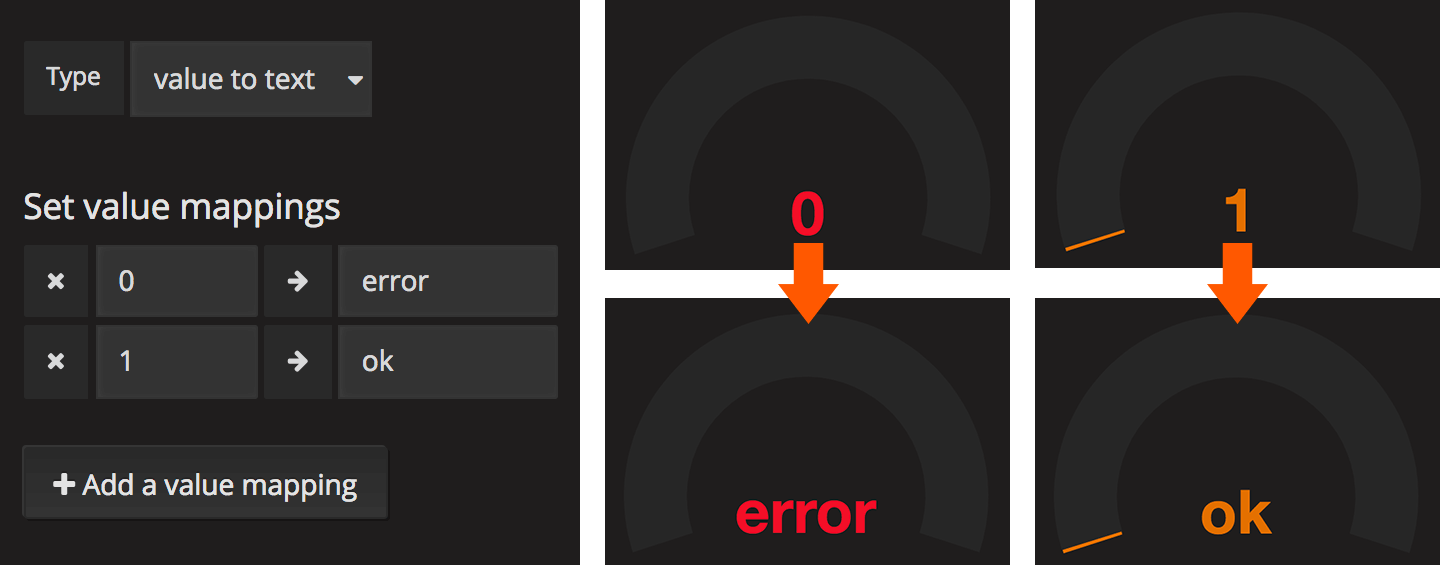 Type value to text
Set value mappings
0 error
1 ok
Add a value mapping
0
1
error
ok